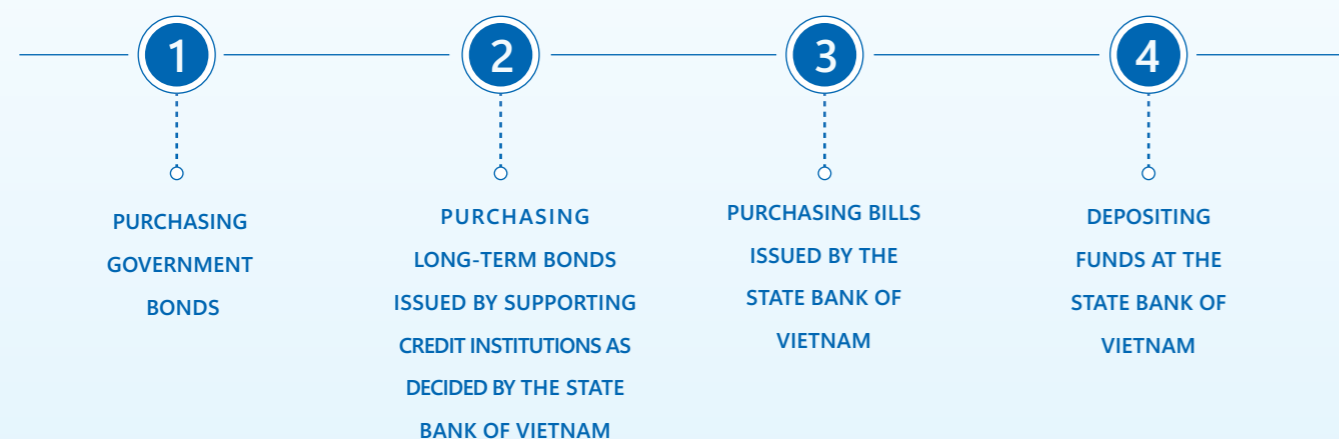 1
PURCHASING
GOVERNMENT
BONDS
2
PURCHASING
LONG-TERM BONDS
ISSUED BY SUPPORTING
CREDIT INSTITUTIONS AS
DECIDED BY THE STATE
BANK OF VIETNAM
3
PURCHASING BILLS
ISSUED BY THE
STATE BANK OF
VIETNAM
4
DEPOSITING
FUNDS AT THE
STATE BANK OF
VIETNAM